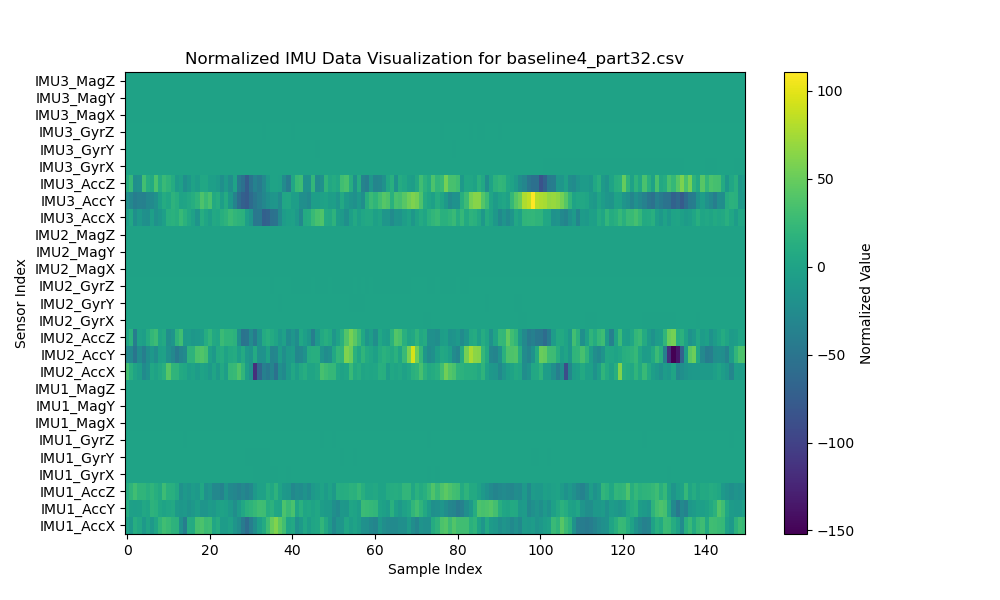 Normalized IMU Data Visualization for baseline4_part32.csv
IMU3_MagZ
IMU3_MagY
IMU3_MagX
IMU3_GyrZ
IMU3_GyrY
IMU3_GyrX
IMU3_AccZ
IMU3_AccY
IMU3_AccX
IMU2_MagZ
IMU2_MagY
IMU2_MagX
IMU2_GyrZ
IMU2_GyrY
IMU2_GyrX
IMU2_AccZ
IMU2_AccY
IMU2_AccX
IMU1_MagZ
IMU1_MagY
IMU1_MagX
IMU1_GyrZ
IMU1_GyrY
IMU1_GyrX
IMU1_AccZ
IMU1_AccY
IMU1_AccX
Sensor Index
0 20 40 60 80 100 120 140
Sample Index
100
50
0
−50
−100
−150
Normalized Value